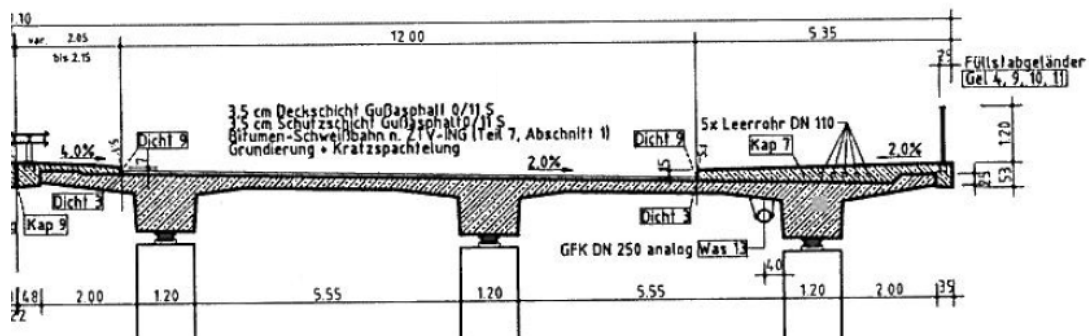 .10
var. 2.05
12.00
5.35
bis 2.15
25
Füllstabgeländer
Gel 4, 9, 10, 11
3,5 cm Deckschicht Gußasphalt 0/11 S
3,5 cm Schutzschicht Gußasphalt 0/11 S
Bitumen-Schweißbahn n. ZTV-ING (Teil 7, Abschnitt 1)
Grundierung + Kratzspachtelung
Dicht 9
Dicht 9
5x Leerrohr DN 110
Kap 7
1.20
4.0%
2.0%
2.0%
15
7
25
53
Dicht 3
Dicht 3
Kap 9
GFK DN 250 analog Was 13
40
48
2.00
1.20
5.55
1.20
5.55
1.20
2.00
35
22